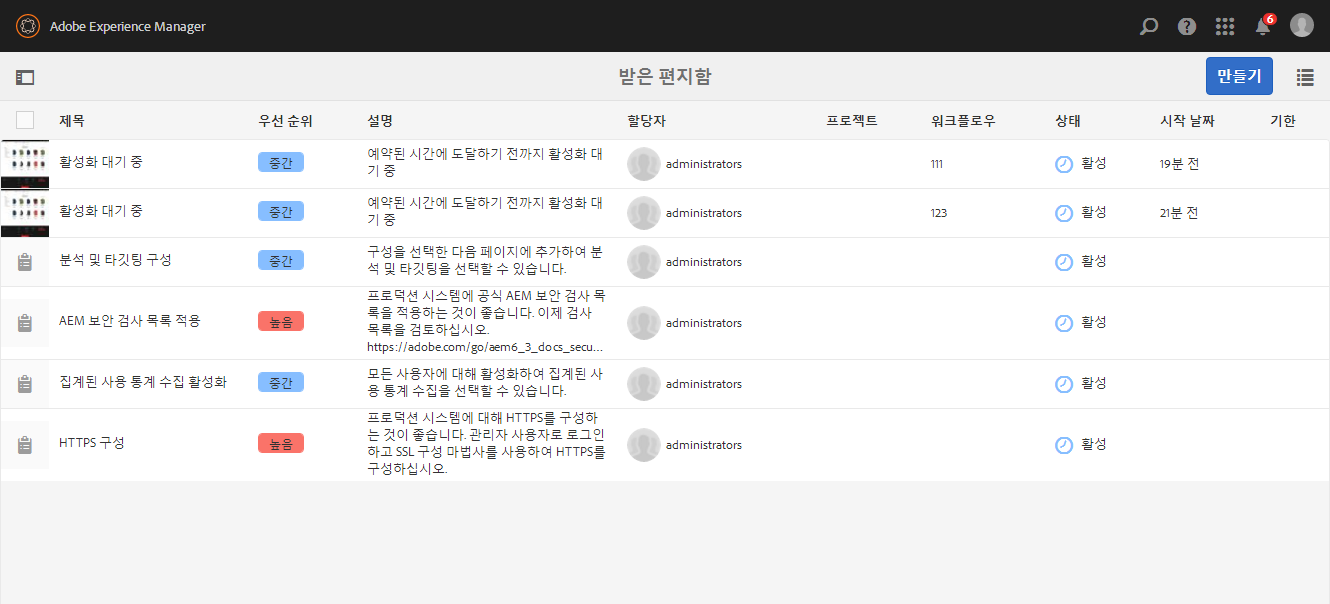 Adobe Experience Manager
6
받은 편지함
만들기
제목 우선 순위 설명 할당자 프로젝트 워크플로우 상태 시작 날짜 기한
활성화 대기 중 중간 예약된 시간에 도달하기 전까지 활성화 대
기 중 administrators 111 활성 19분 전
활성화 대기 중 중간 예약된 시간에 도달하기 전까지 활성화 대
기 중 administrators 123 활성 21분 전
분석 및 타깃팅 구성 중간 구성을 선택한 다음 페이지에 추가하여 분
석 및 타깃팅을 선택할 수 있습니다. administrators 활성
AEM 보안 검사 목록 적용 높음 프로덕션 시스템에 공식 AEM 보안 검사 목
록을 적용하는 것이 좋습니다. 이제 검사
목록을 검토하십시오.
https://adobe.com/go/aem6_3_docs_secu... administrators 활성
집계된 사용 통계 수집 활성화 중간 모든 사용자에 대해 활성화하여 집계된 사
용 통계 수집을 선택할 수 있습니다. administrators 활성
HTTPS 구성 높음 프로덕션 시스템에 대해 HTTPS를 구성하
는 것이 좋습니다. 관리자 사용자로 로그인
하고 SSL 구성 마법사를 사용하여 HTTPS를
구성하십시오. administrators 활성